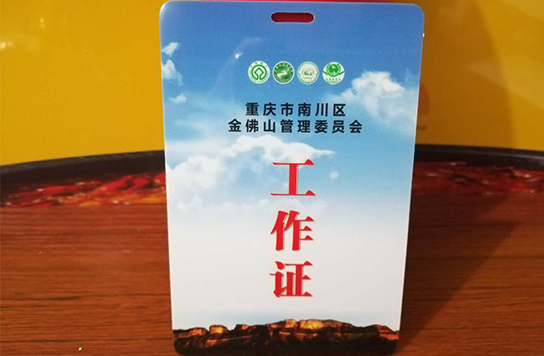 重庆市南川区
金佛山管理委员会
工作证